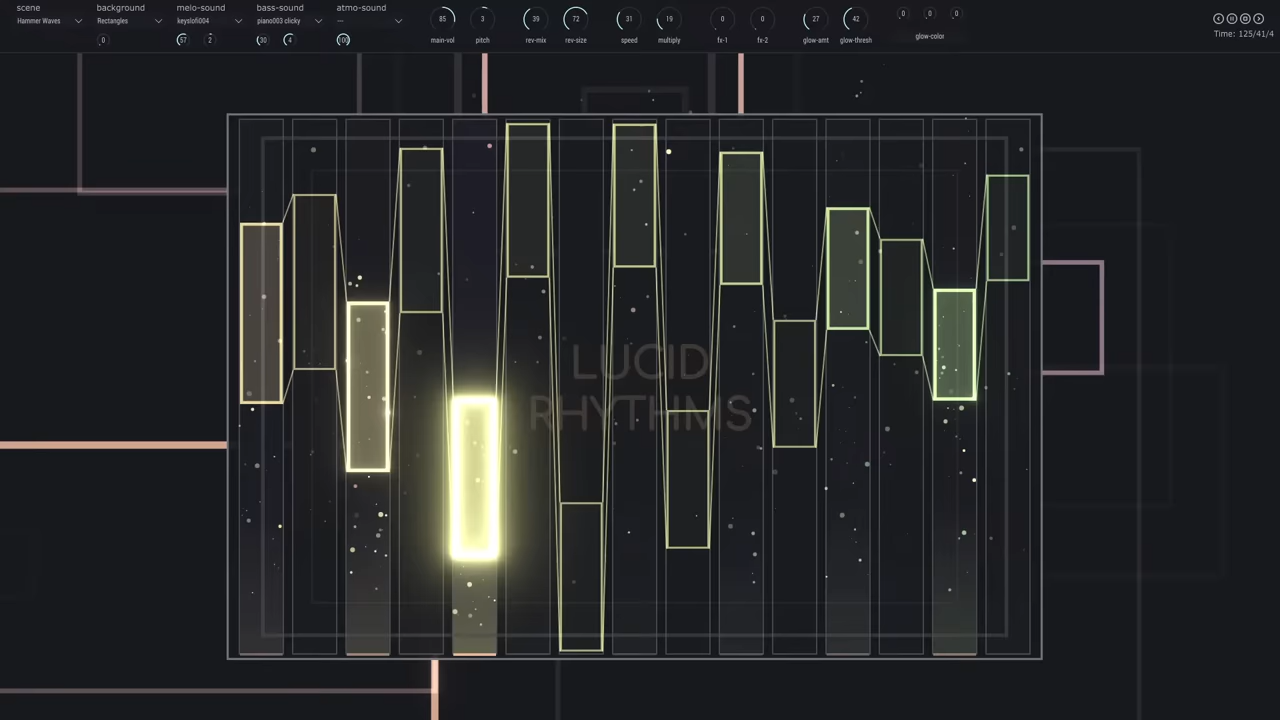 scene
background
melo-sound
bass-sound
atmo-sound
Hammer Waves
Rectangles
keyslofi004
piano003 clicky
---
0
57
2
30
4
100
85
3
39
72
31
19
0
0
27
42
0
0
0
main-vol
pitch
rev-mix
rev-size
speed
multiply
fx-1
fx-2
glow-amt
glow-thresh
glow-color
Time: 125/41/4
LUCID
RHYTHMS